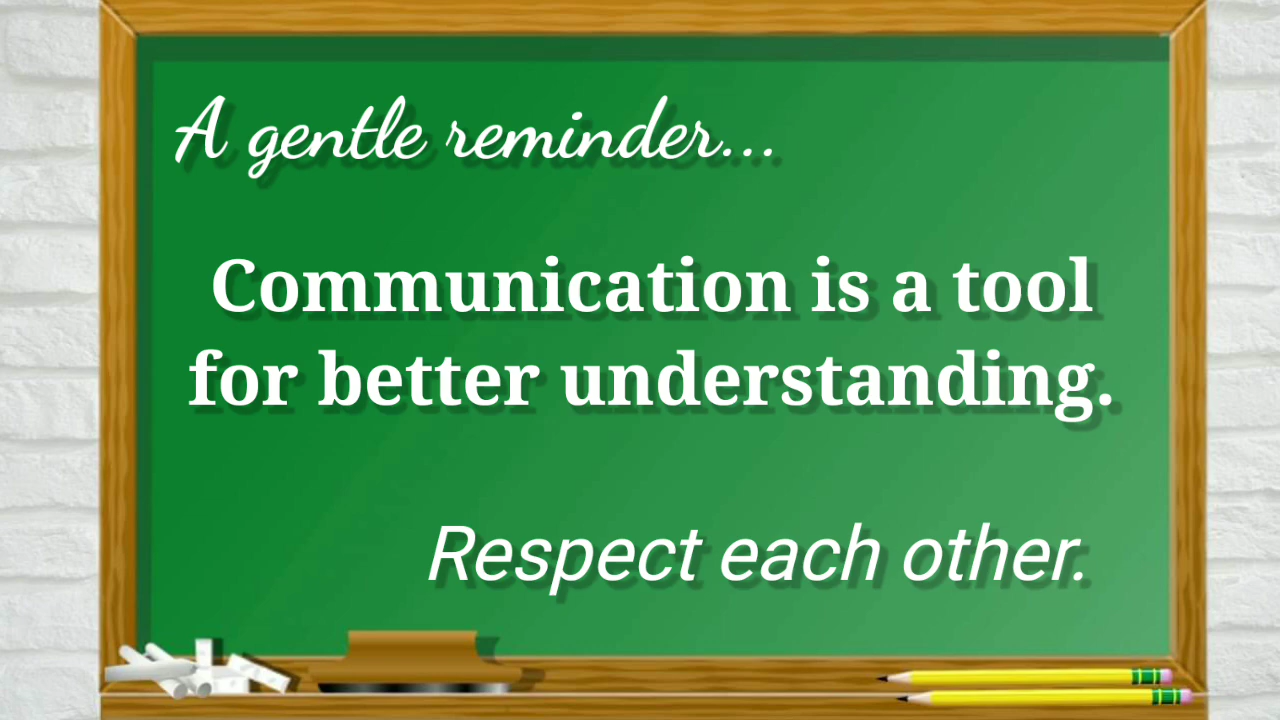 A gentle reminder...
Communication is a tool
for better understanding.
Respect each other.